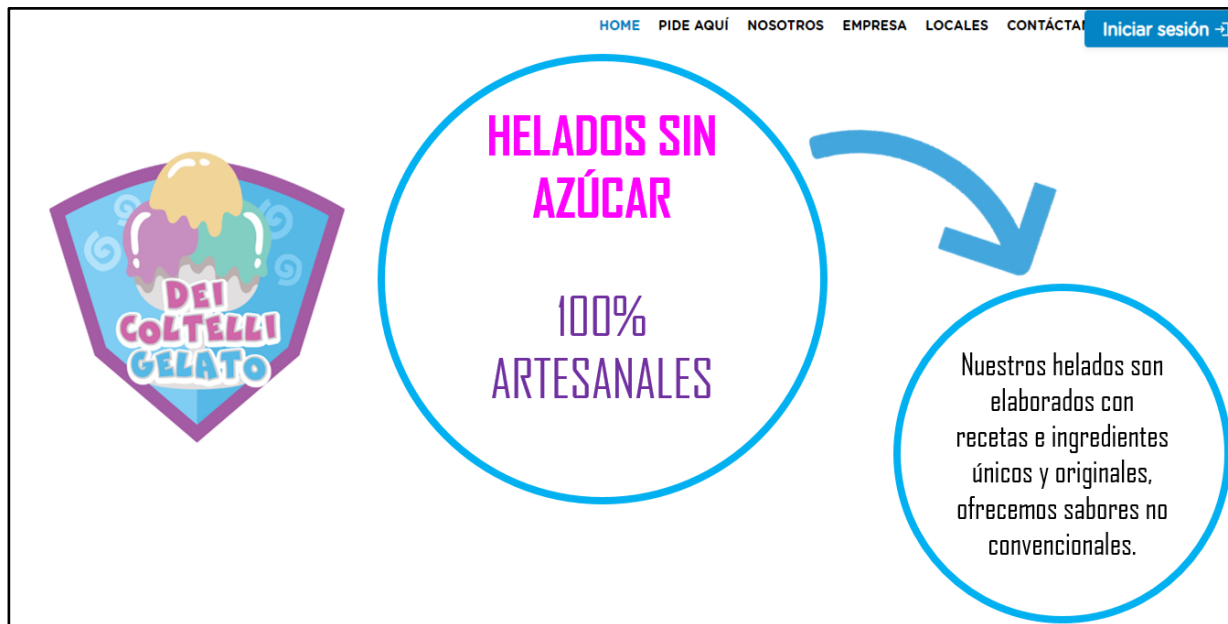 HOME PIDE AQUÍ NOSOTROS EMPRESA LOCALES CONTÁCTA Iniciar sesión
HELADOS SIN
AZÚCAR
100%
ARTESANALES
DEI
COLTELLI
GELATO
Nuestros helados son
elaborados con
recetas e ingredientes
únicos y originales,
ofrecemos sabores no
convencionales.